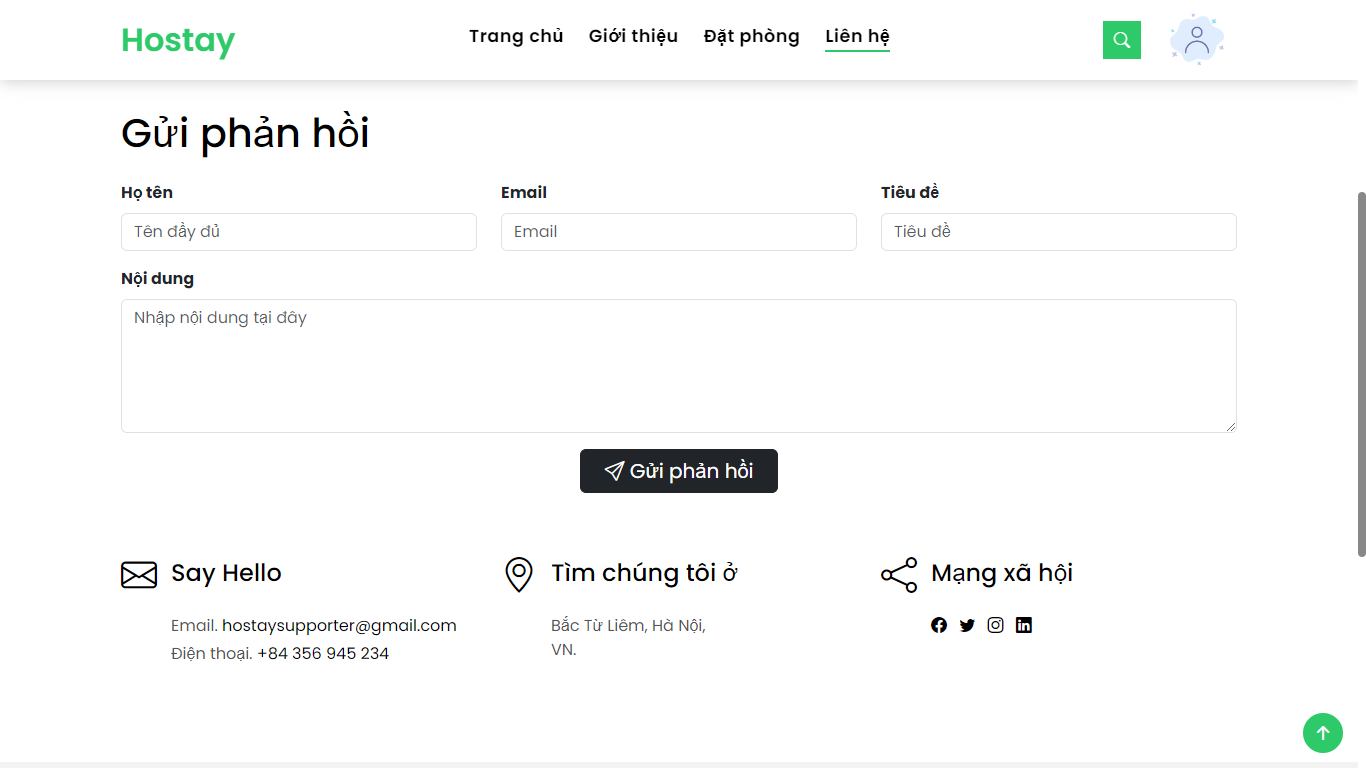 Hostay
Trang chủ Giới thiệu Đặt phòng Liên hệ
Gửi phản hồi
Họ tên Email Tiêu đề
Tên đầy đủ Email Tiêu đề
Nội dung
Nhập nội dung tại đây
Gửi phản hồi
Say Hello Tìm chúng tôi ở Mạng xã hội
Email. hostaysupporter@gmail.com Bắc Từ Liêm, Hà Nội,
Điện thoại. +84 356 945 234 VN.